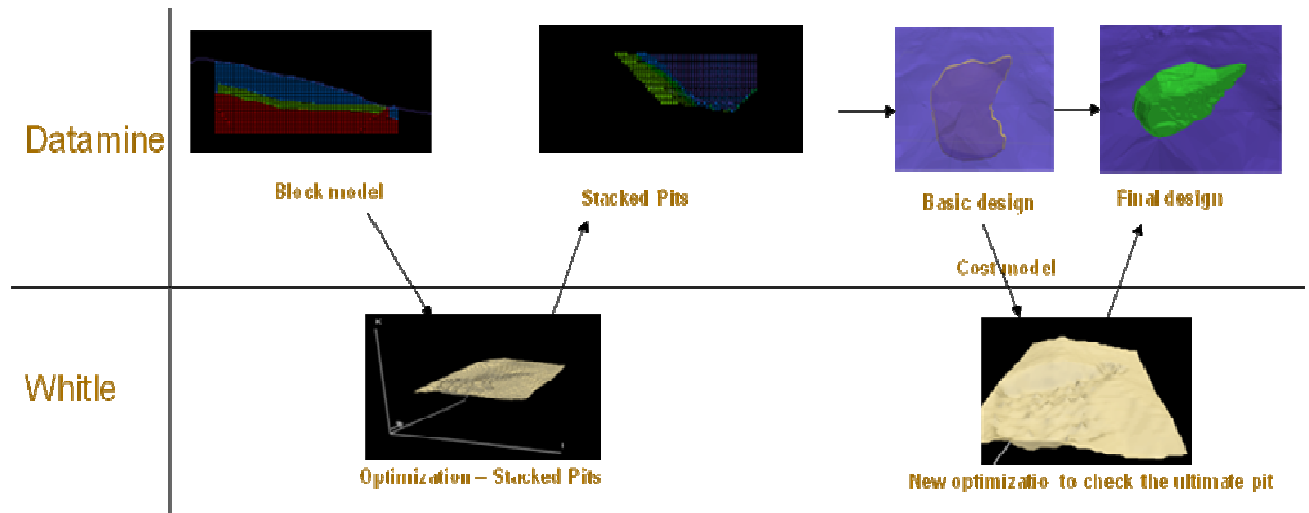 Datamine
Block model
Stacked Pits
Basic design
Final design
Cost model
Whitle
Optimization – Stacked Pits
New optimizatio to check the ultimate pit